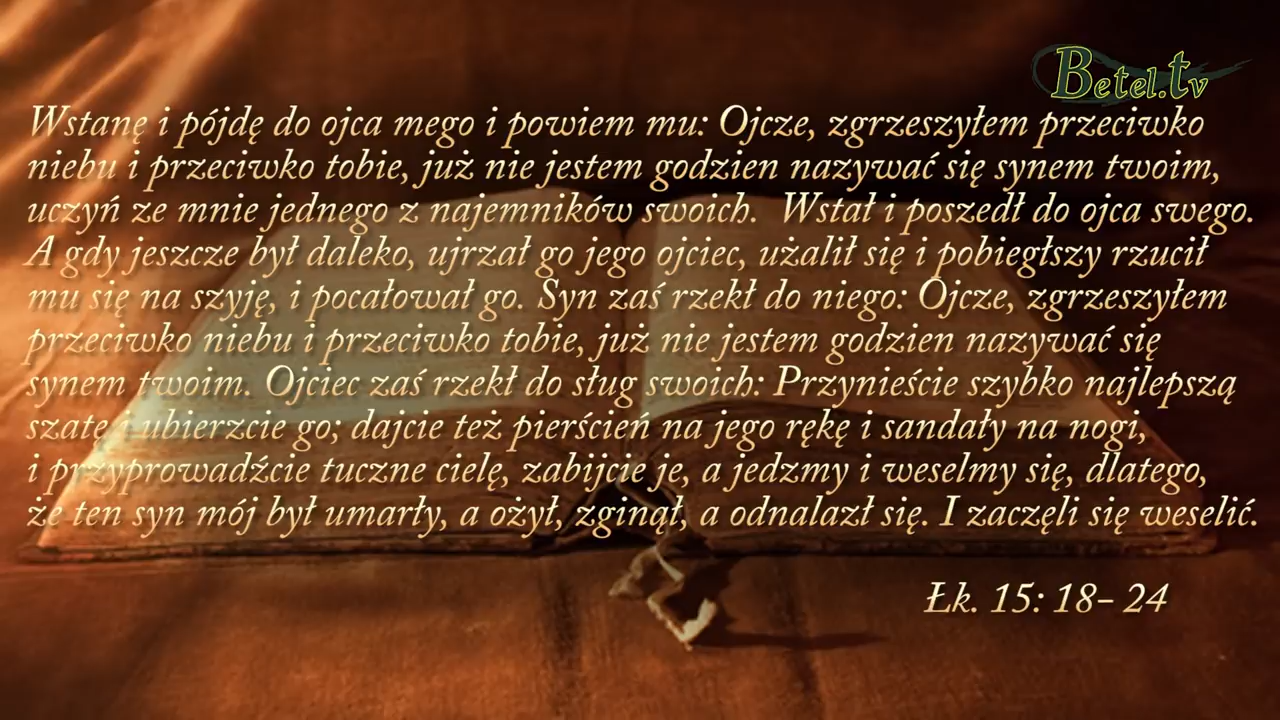 Betel.tv
Wstanę i pójdę do ojca mego i powiem mu: Ojcze, zgrzeszyłem przeciwko
niebu i przeciwko tobie, już nie jestem godzien nazywać się synem twoim,
uczyń ze mnie jednego z najemników swoich. Wstał i poszedł do ojca swego.
A gdy jeszcze był daleko, ujrzał go jego ojciec, użalił się i pobiegłszy rzucił
mu się na szyję, i pocałował go. Syn zaś rzekł do niego: Ojcze, zgrzeszyłem
przeciwko niebu i przeciwko tobie, już nie jestem godzien nazywać się
synem twoim. Ojciec zaś rzekł do sług swoich: Przynieście szybko najlepszą
szatę i ubierzcie go; dajcie też pierścień na jego rękę i sandały na nogi,
i przyprowadźcie tuczne cielę, zabijcie je, a jedzmy i weselmy się, dlatego,
że ten syn mój był umarły, a ożył, zginął, a odnalazł się. I zaczęli się weselić.
Łk. 15: 18- 24